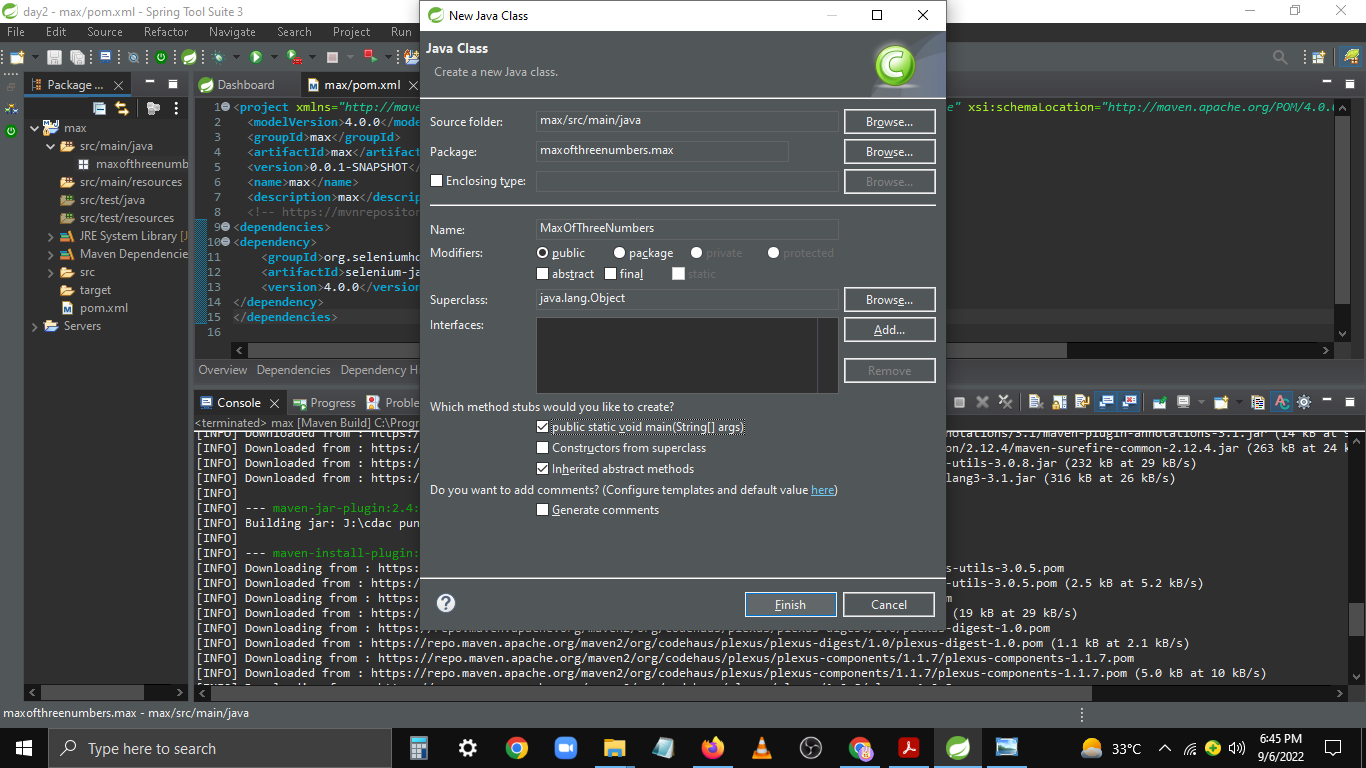 day2 - max/pom.xml - Spring Tool Suite 3
File Edit Source Refactor Navigate Search Project Run
Package ...
max
src/main/java
maxofthreenumb
src/main/resources
src/test/java
src/test/resources
JRE System Library [J
Maven Dependencie
src
target
pom.xml
Servers
Dashboard
max/pom.xml
1 <project xmlns="http://mave
e" xsi:schemaLocation="http://maven.apache.org/POM/4.0.0
2 <modelVersion>4.0.0</mode
3 <groupId>max</groupId>
4 <artifactId>max</artifact
5 <version>0.0.1-SNAPSHOT</
6 <name>max</name>
7 <description>max</descrip
8 <!-- https://mvnrepositor
9 <dependencies>
10 <dependency>
11 <groupId>org.seleniumhq
12 <artifactId>selenium-ja
13 <version>4.0.0</version
14 </dependency>
15 </dependencies>
16
Overview Dependencies Dependency H
New Java Class
Java Class
Create a new Java class.
Source folder: max/src/main/java Browse...
Package: maxofthreenumbers.max Browse...
Enclosing type: Browse...
Name: MaxOfThreeNumbers
Modifiers: public package private protected
abstract final static
Superclass: java.lang.Object Browse...
Interfaces: Add...
Remove
Which method stubs would you like to create?
public static void main(String[] args)
Constructors from superclass
Inherited abstract methods
Do you want to add comments? (Configure templates and default value here)
Generate comments
Finish Cancel
Console Progress Proble
<terminated> max [Maven Build] C:\Progr
[INFO] Downloaded from : https:/
notations/3.1/maven-plugin-annotations-3.1.jar (14 kB at
[INFO] Downloaded from : https:/
on/2.12.4/maven-surefire-common-2.12.4.jar (263 kB at 24 k
[INFO] Downloaded from : https:/
-utils-3.0.8.jar (232 kB at 29 kB/s)
[INFO] Downloaded from : https:/
lang3-3.1.jar (316 kB at 26 kB/s)
[INFO]
[INFO] --- maven-jar-plugin:2.4:
[INFO] Building jar: J:\cdac pun
[INFO]
[INFO] --- maven-install-plugin:
[INFO] Downloading from : https:
s-utils-3.0.5.pom
[INFO] Downloaded from : https:/
-utils-3.0.5.pom (2.5 kB at 5.2 kB/s)
[INFO] Downloading from : https:
m
[INFO] Downloaded from : https:/
(19 kB at 29 kB/s)
[INFO] Downloading from : https://repo.maven.apache.org/maven2/org/codehaus/plexus/plexus-digest/1.0/plexus-digest-1.0.pom
[INFO] Downloaded from : https://repo.maven.apache.org/maven2/org/codehaus/plexus/plexus-digest/1.0/plexus-digest-1.0.pom (1.1 kB at 2.1 kB/s)
[INFO] Downloading from : https://repo.maven.apache.org/maven2/org/codehaus/plexus/plexus-components/1.1.7/plexus-components-1.1.7.pom
[INFO] Downloaded from : https://repo.maven.apache.org/maven2/org/codehaus/plexus/plexus-components/1.1.7/plexus-components-1.1.7.pom (5.0 kB at 10 kB/s)
maxofthreenumbers.max - max/src/main/java
Type here to search
33°C
6:45 PM
9/6/2022